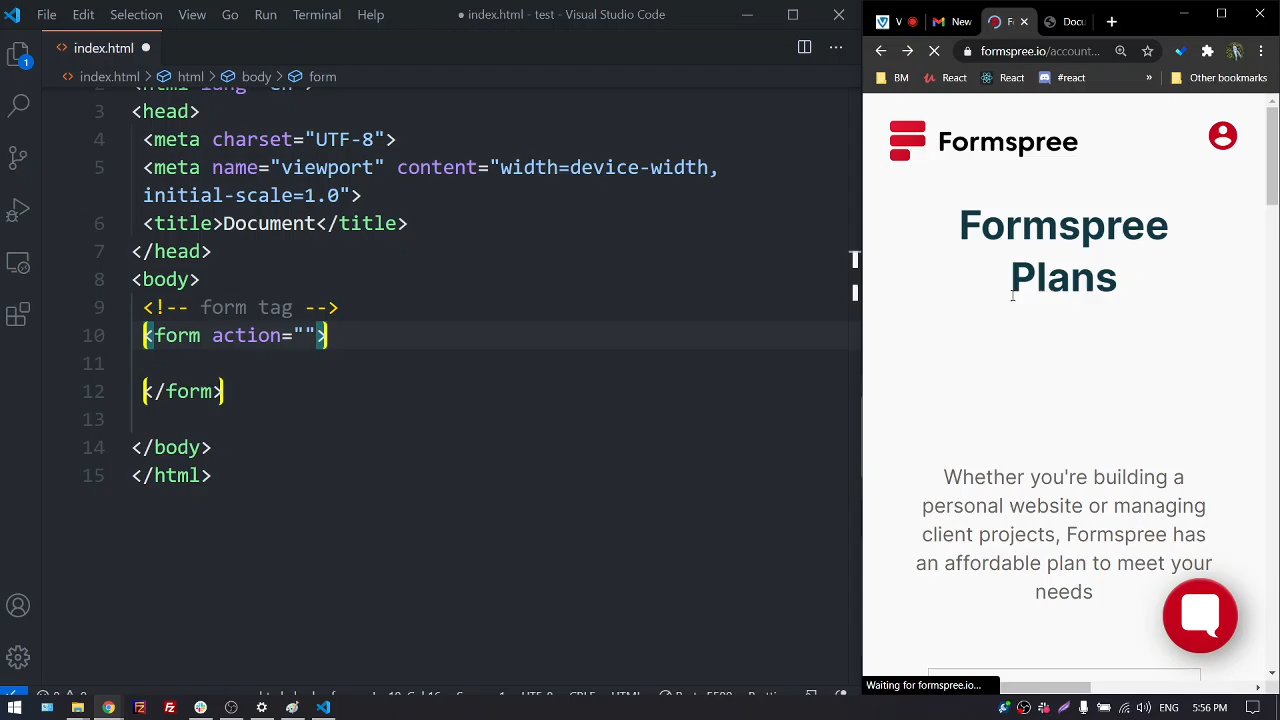 File Edit Selection View Go Run Terminal Help ● index.html - test - Visual Studio Code
index.html
index.html > html > body > form
3 <head>
4 <meta charset="UTF-8">
5 <meta name="viewport" content="width=device-width,
initial-scale=1.0">
6 <title>Document</title>
7 </head>
8 <body>
9 <!-- form tag -->
10 <form action="">
11
12 </form>
13
14 </body>
15 </html>
1
V
New
Docu
formspree.io/account...
BM
React
React
#react
»
Other bookmarks
Formspree
Formspree
Plans
Whether you're building a
personal website or managing
client projects, Formspree has
an affordable plan to meet your
needs
Waiting for formspree.io...
5:56 PM